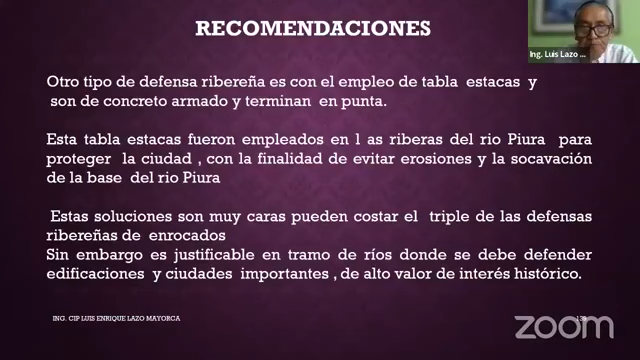 RECOMENDACIONES
Ing. Luis Lazo ...
Otro tipo de defensa ribereña es con el empleo de tabla estacas y
son de concreto armado y terminan en punta.
Esta tabla estacas fueron empleados en l as riberas del rio Piura para
proteger la ciudad , con la finalidad de evitar erosiones y la socavación
de la base del rio Piura
Estas soluciones son muy caras pueden costar el triple de las defensas
ribereñas de enrocados
Sin embargo es justificable en tramo de ríos donde se debe defender
edificaciones y ciudades importantes , de alto valor de interés histórico.
ING. CIP LUIS ENRIQUE LAZO MAYORCA
zoom